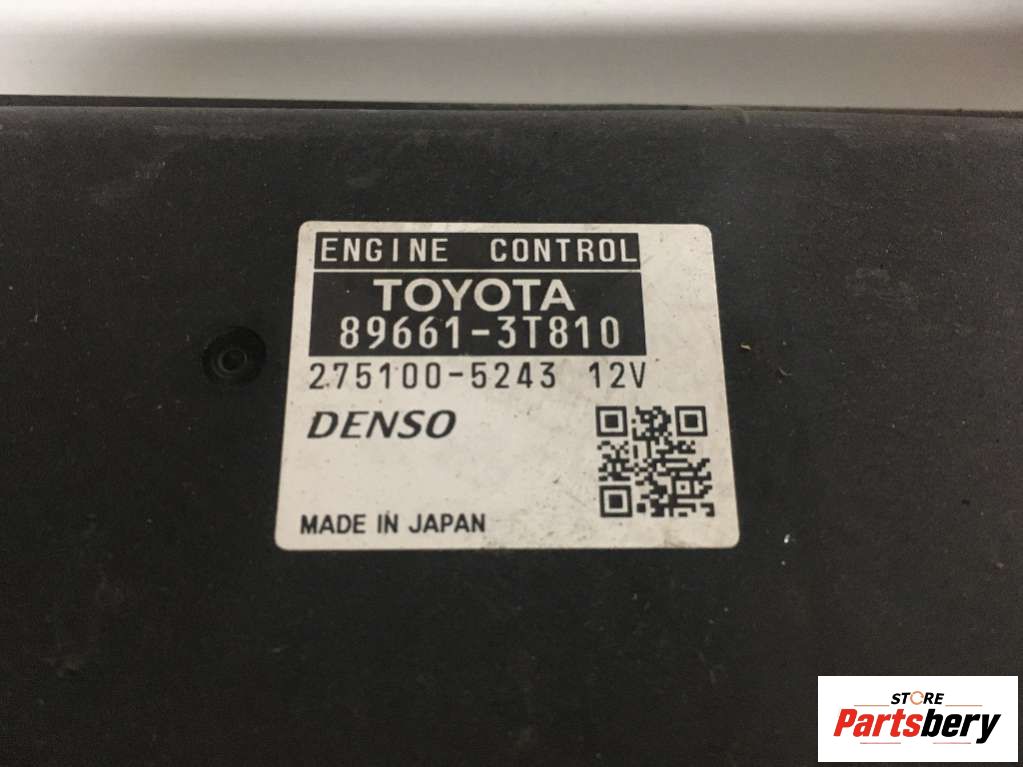 ENGINE CONTROL
TOYOTA
89661-3T810
275100-5243 12V
DENSO
MADE IN JAPAN
STORE
Partsbery